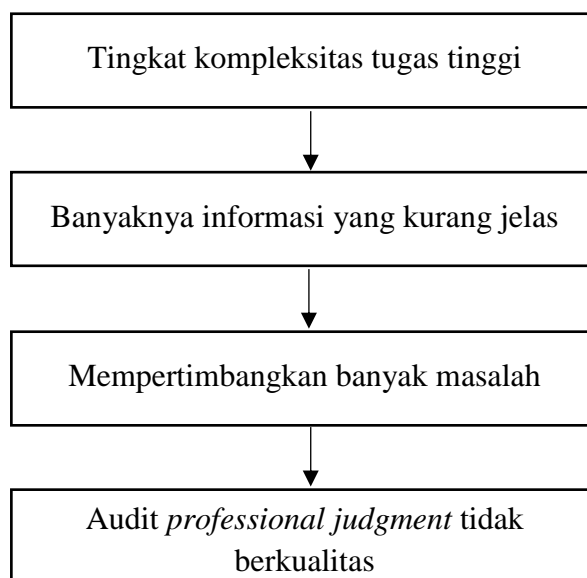 Tingkat kompleksitas tugas tinggi
Banyaknya informasi yang kurang jelas
Mempertimbangkan banyak masalah
Audit professional judgment tidak
berkualitas